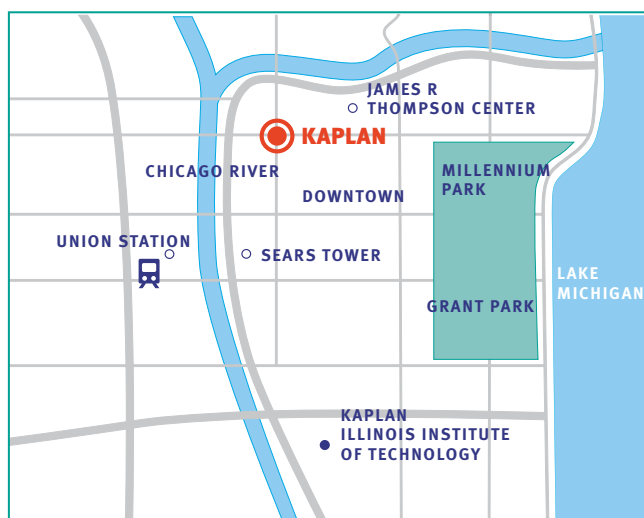 JAMES R
THOMPSON CENTER
KAPLAN
CHICAGO RIVER
MILLENNIUM
PARK
DOWNTOWN
UNION STATION
SEARS TOWER
LAKE
MICHIGAN
GRANT PARK
KAPLAN
ILLINOIS INSTITUTE
OF TECHNOLOGY